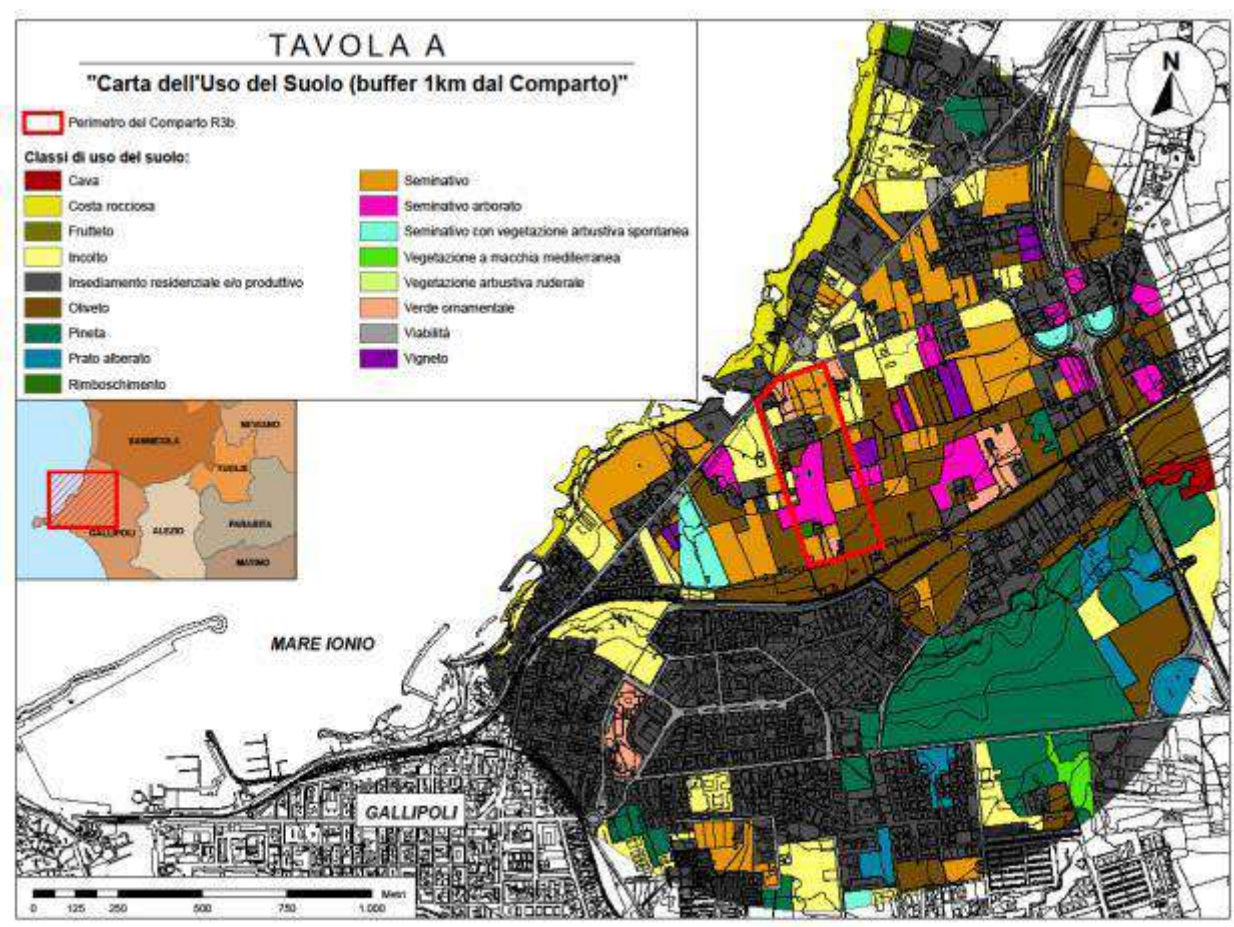 TAVOLA A
"Carta dell'Uso del Suolo (buffer 1km dal Comparto)"
Perimetro del Comparto R3b
Classi di uso del suolo:
Cava
Costa rocciosa
Frutteto
Incolto
Insediamento residenziale e/o produttivo
Oliveto
Pineta
Prato alberato
Rimboschimento
Seminativo
Seminativo arborato
Seminativo con vegetazione arbustiva spontanea
Vegetazione a macchia mediterranea
Vegetazione arbustiva ruderale
Verde ornamentale
Viabilità
Vigneto
N
SANNICOLA
NEVIANO
TUGLIE
GALLIPOLI
ALEZIO
PARABITA
MATINO
MARE IONIO
GALLIPOLI
Metri
0 125 250 500 750 1.000